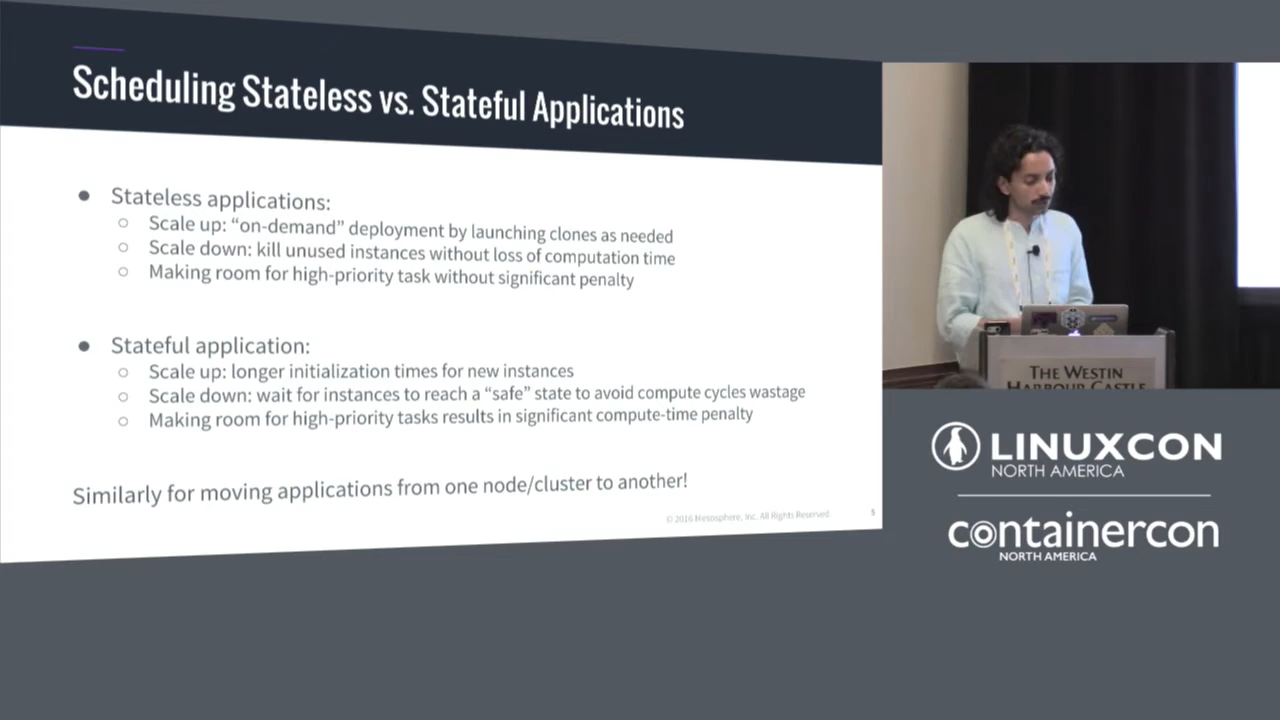 Scheduling Stateless vs. Stateful Applications
● Stateless applications:
○ Scale up: “on-demand” deployment by launching clones as needed
○ Scale down: kill unused instances without loss of computation time
○ Making room for high-priority task without significant penalty
● Stateful application:
○ Scale up: longer initialization times for new instances
○ Scale down: wait for instances to reach a “safe” state to avoid compute cycles wastage
○ Making room for high-priority tasks results in significant compute-time penalty
Similarly for moving applications from one node/cluster to another!
© 2016 Mesosphere, Inc. All Rights Reserved.
5
THE WESTIN
HARBOUR CASTLE
LINUXCON
NORTH AMERICA
containercon
NORTH AMERICA